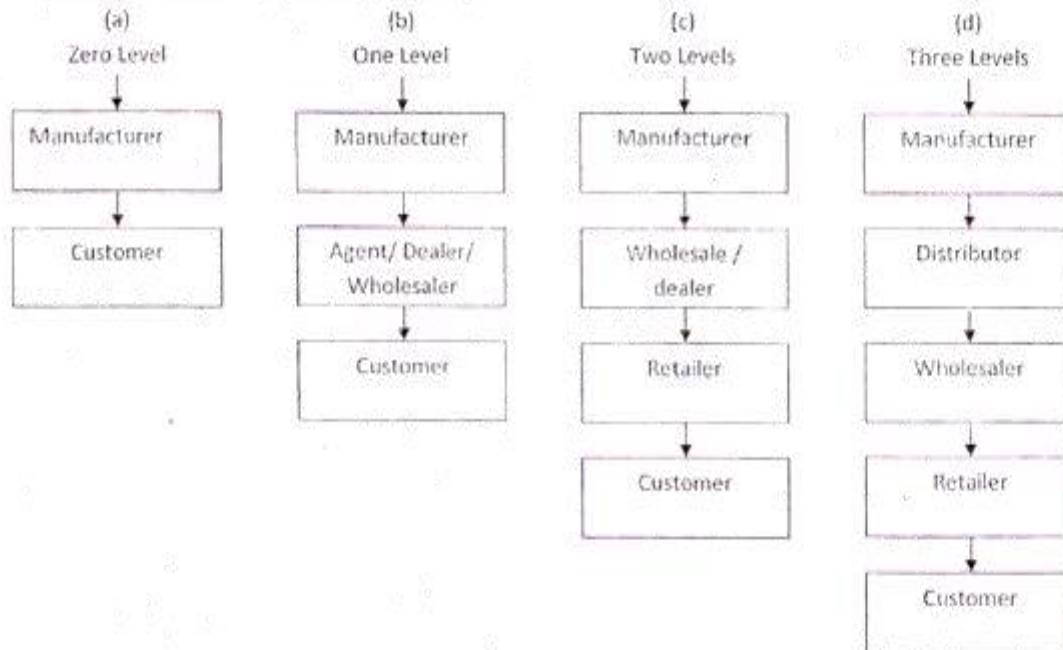 (a)
Zero Level
Manufacturer
Customer
(b)
One Level
Manufacturer
Agent/ Dealer/
Wholesaler
Customer
(c)
Two Levels
Manufacturer
Wholesale /
dealer
Retailer
Customer
(d)
Three Levels
Manufacturer
Distributor
Wholesaler
Retailer
Customer